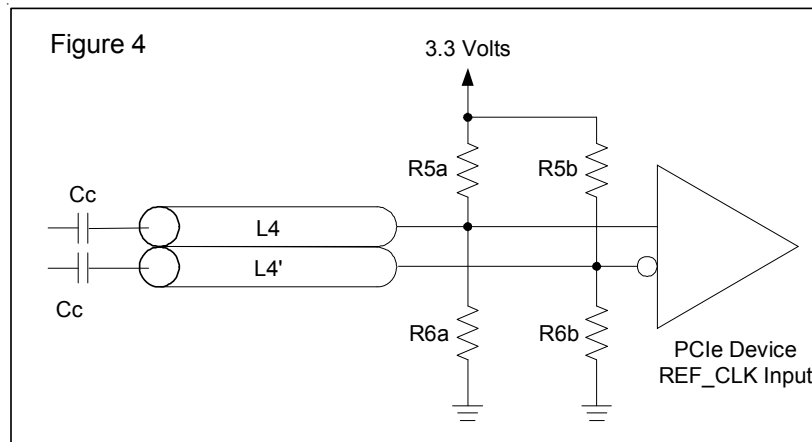 Figure 4
3.3 Volts
R5a
R5b
Cc
L4
L4'
Cc
R6a
R6b
PCIe Device
REF_CLK Input